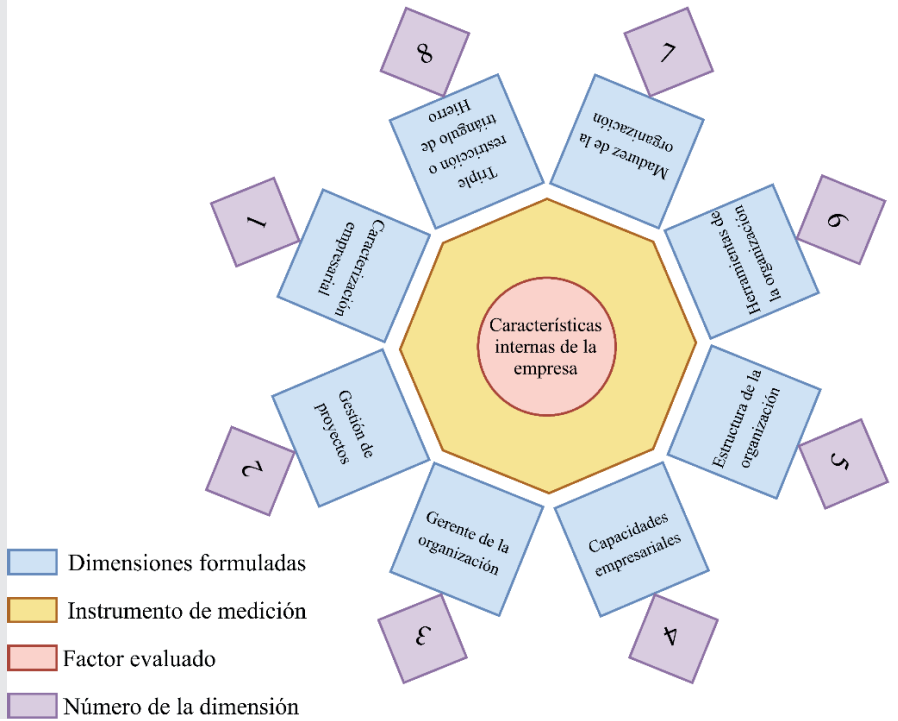 8
Triple
restricción o
triángulo de
Hierro
7
Madurez de la
organización
1
Caracterización
empresarial
6
Herramientas de
la organización
Características
internas de la
empresa
2
Gestión de
proyectos
5
Estructura de la
organización
3
Gerente de la
organización
4
Capacidades
empresariales
Dimensiones formuladas
Instrumento de medición
Factor evaluado
Número de la dimensión